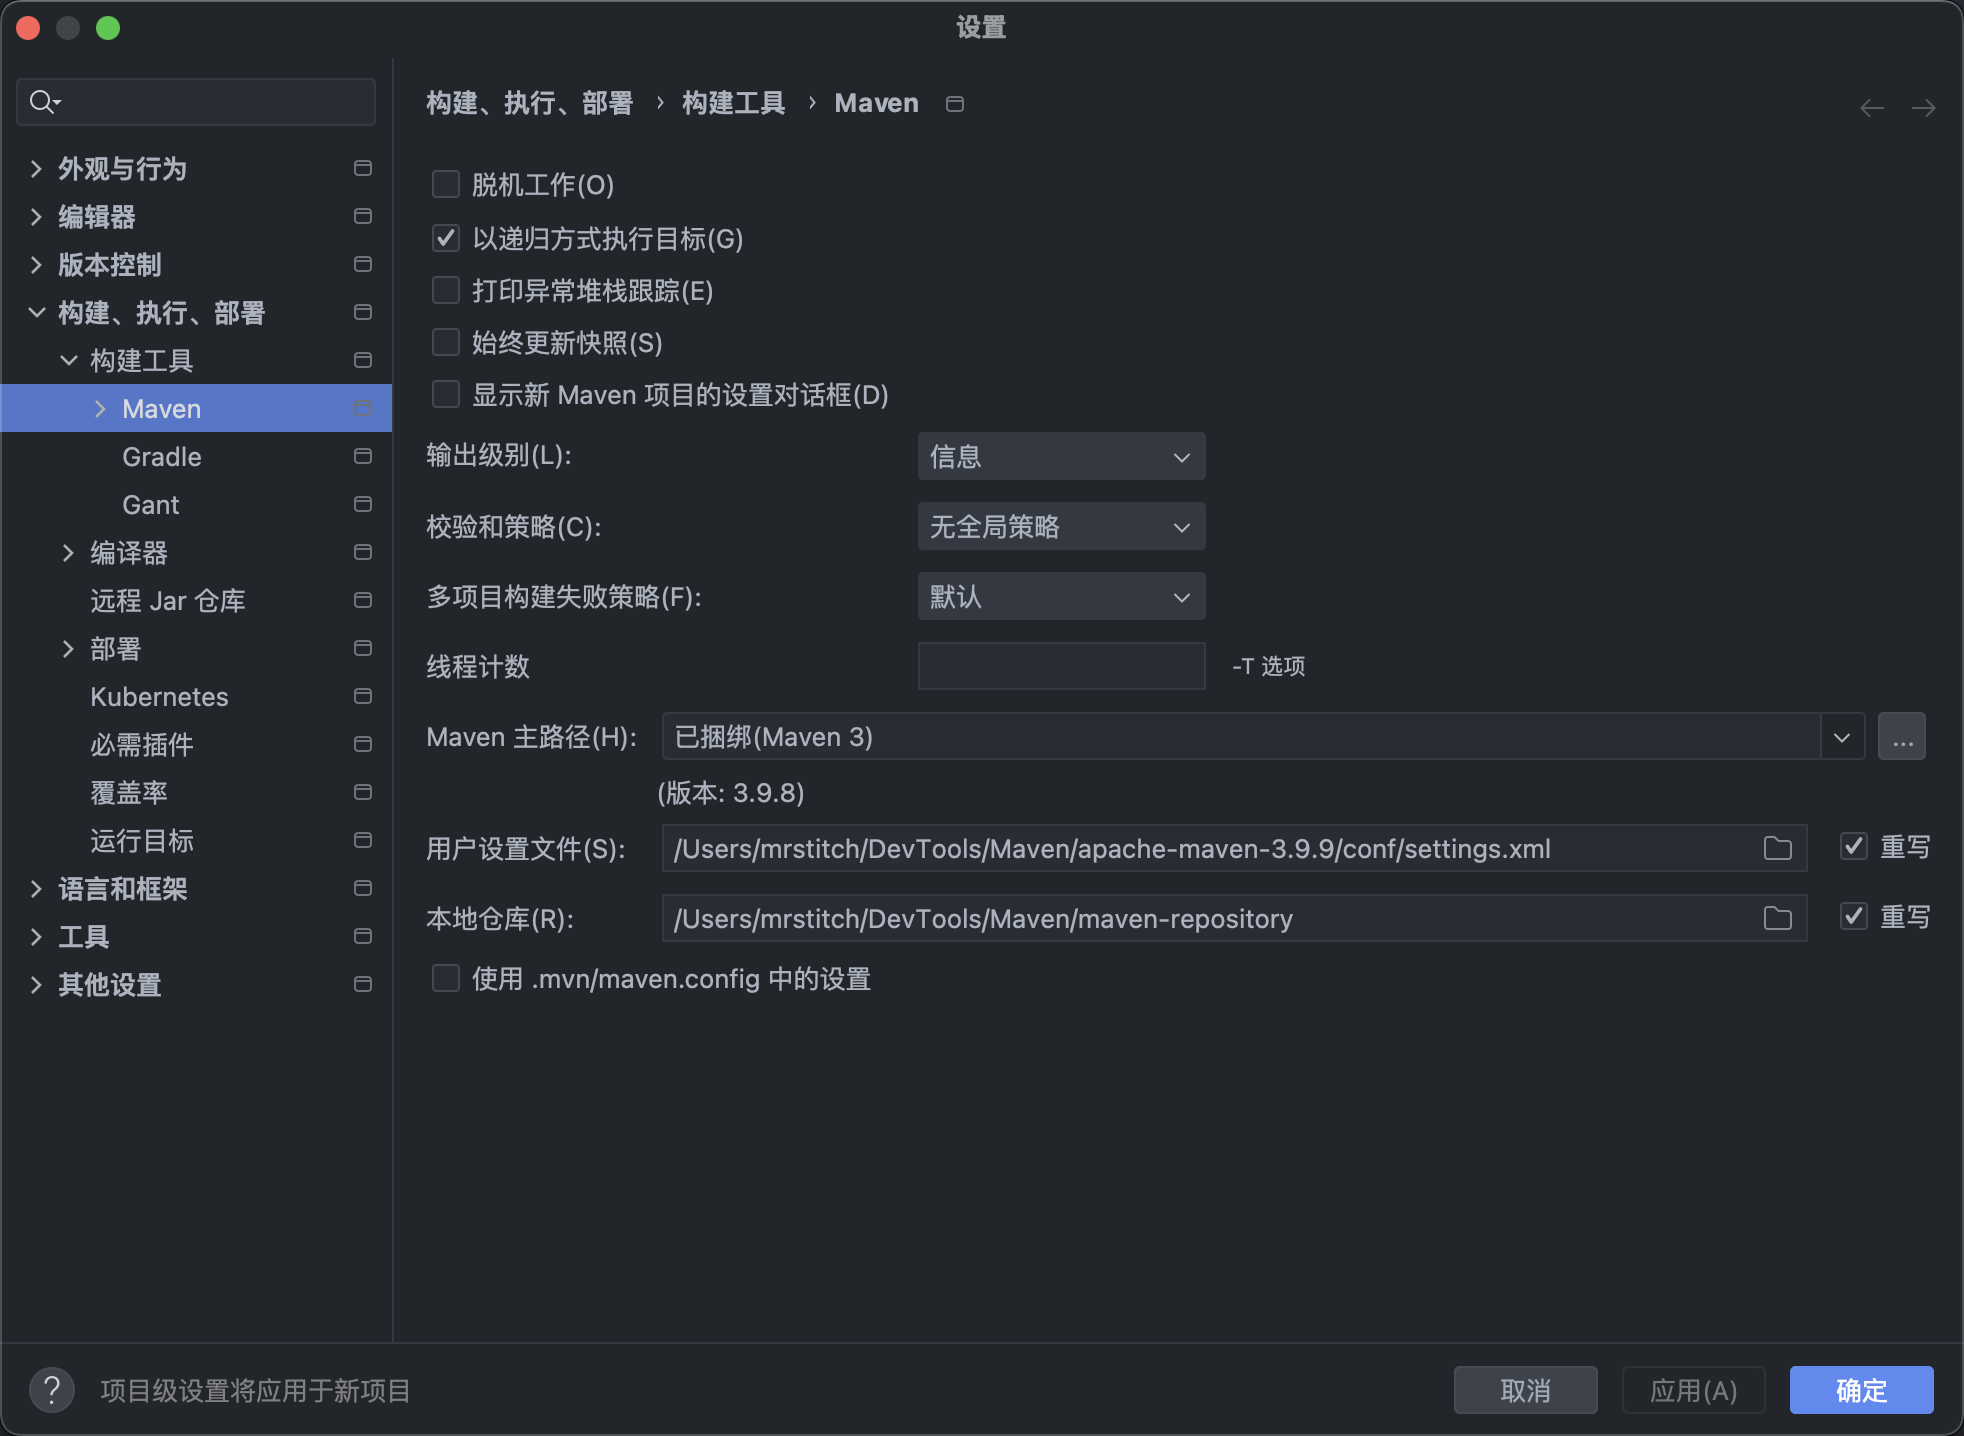 设置
外观与行为
编辑器
版本控制
构建、执行、部署
构建工具
Maven
Gradle
Gant
编译器
远程 Jar 仓库
部署
Kubernetes
必需插件
覆盖率
运行目标
语言和框架
工具
其他设置
构建、执行、部署 › 构建工具 › Maven
脱机工作(O)
以递归方式执行目标(G)
打印异常堆栈跟踪(E)
始终更新快照(S)
显示新 Maven 项目的设置对话框(D)
输出级别(L): 信息
校验和策略(C): 无全局策略
多项目构建失败策略(F): 默认
线程计数 -T 选项
Maven 主路径(H): 已捆绑(Maven 3) ...
(版本: 3.9.8)
用户设置文件(S): /Users/mrstitch/DevTools/Maven/apache-maven-3.9.9/conf/settings.xml 重写
本地仓库(R): /Users/mrstitch/DevTools/Maven/maven-repository 重写
使用 .mvn/maven.config 中的设置
? 项目级设置将应用于新项目 取消 应用(A) 确定